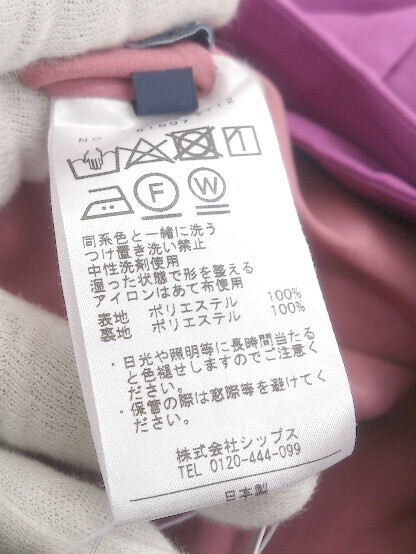 F W
同系色と一緒に洗う
つけ置き洗い禁止
中性洗剤使用
湿った状態で形を整える
アイロンはあて布使用
表地 ポリエステル 100%
裏地 ポリエステル 100%
・日光や照明等に長時間当たる
と色褪せしますのでご注意く
ださい。
・保管の際は窓際等を避けてく
ださい。
株式会社シップス
TEL 0120-444-099
日本製